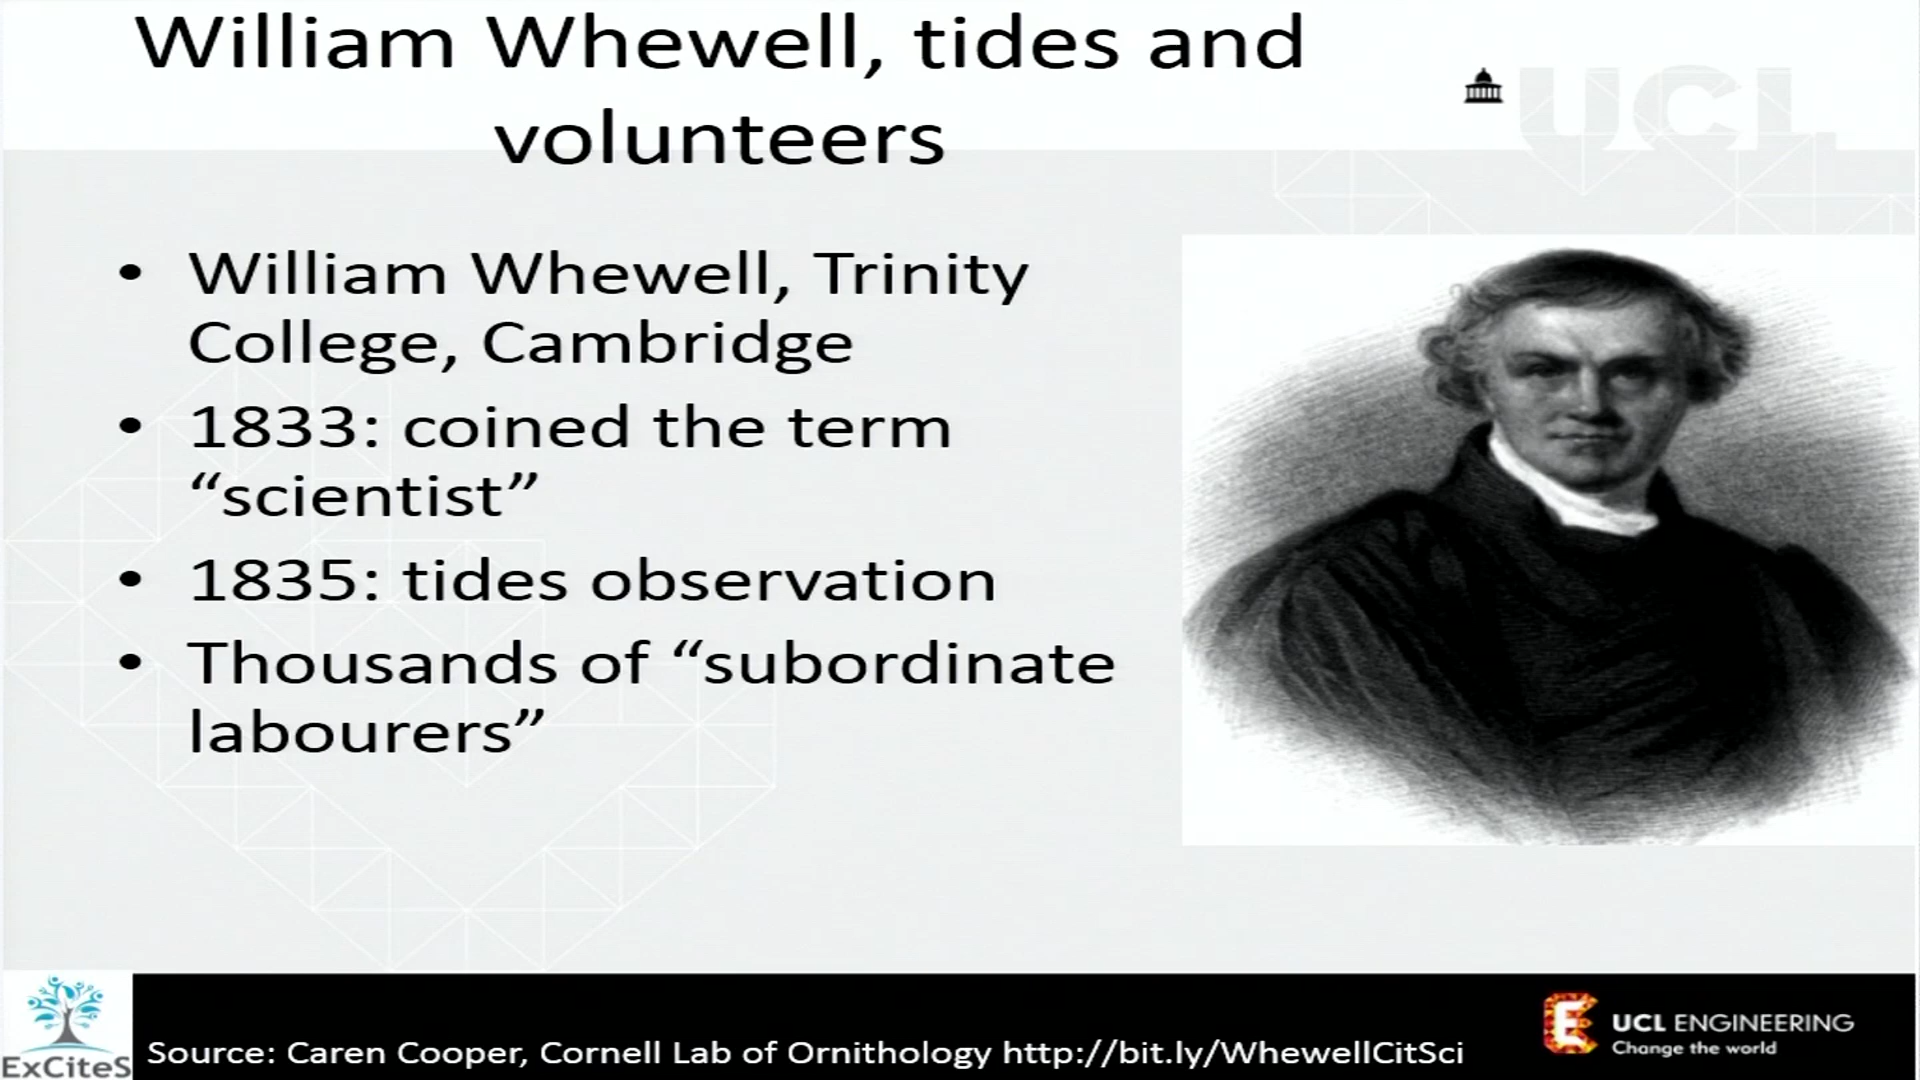 William Whewell, tides and
volunteers
UCL
• William Whewell, Trinity
College, Cambridge
• 1833: coined the term
“scientist”
• 1835: tides observation
• Thousands of “subordinate
labourers”
ExCiteS
Source: Caren Cooper, Cornell Lab of Ornithology http://bit.ly/WhewellCitSci
UCL ENGINEERING
Change the world